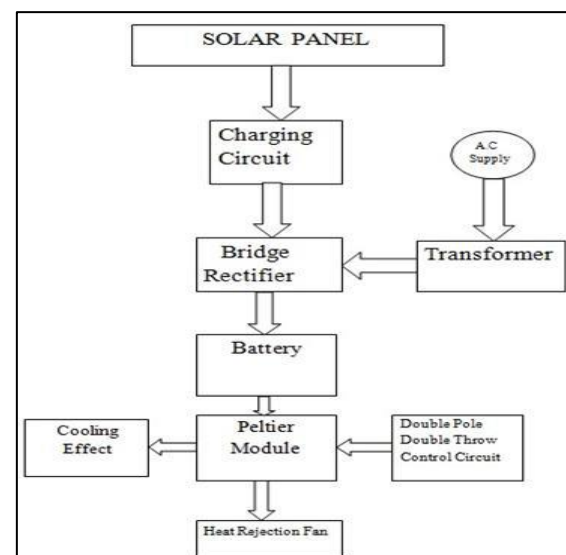 SOLAR PANEL
Charging
Circuit
A.C
Supply
Bridge
Rectifier
Transformer
Battery
Cooling
Effect
Peltier
Module
Double Pole
Double Throw
Control Circuit
Heat Rejection Fan